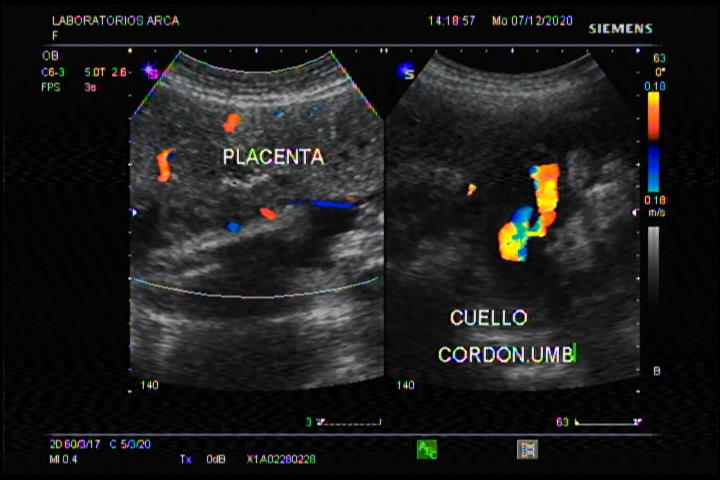 LABORATORIOS ARCA
14:18:57 Mo 07/12/2020
SIEMENS
F
OB
C6-3 5.0T 2.6
FPS 3s
S
S
63
0°
0.18
0.18
m/s
PLACENTA
CUELLO
CORDON.UMB
B
140
140
3
63
2D 60/3/17 C 5/3/20
MI 0.4 Tx 0dB X1A02280228
ABC